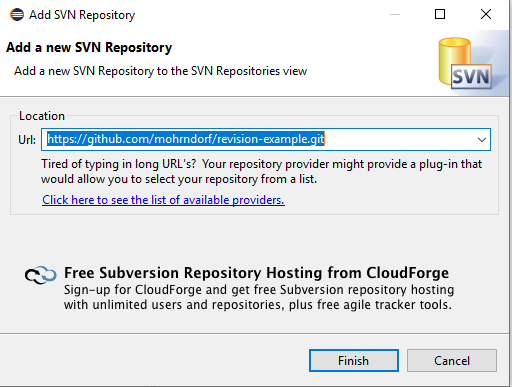 Add SVN Repository
Add a new SVN Repository
Add a new SVN Repository to the SVN Repositories view
SVN
Location
Url: https://github.com/mohrndorf/revision-example.git
Tired of typing in long URL's? Your repository provider might provide a plug-in that
would allow you to select your repository from a list.
Click here to see the list of available providers.
Free Subversion Repository Hosting from CloudForge
Sign-up for CloudForge and get free Subversion repository hosting
with unlimited users and repositories, plus free agile tracker tools.
Finish Cancel